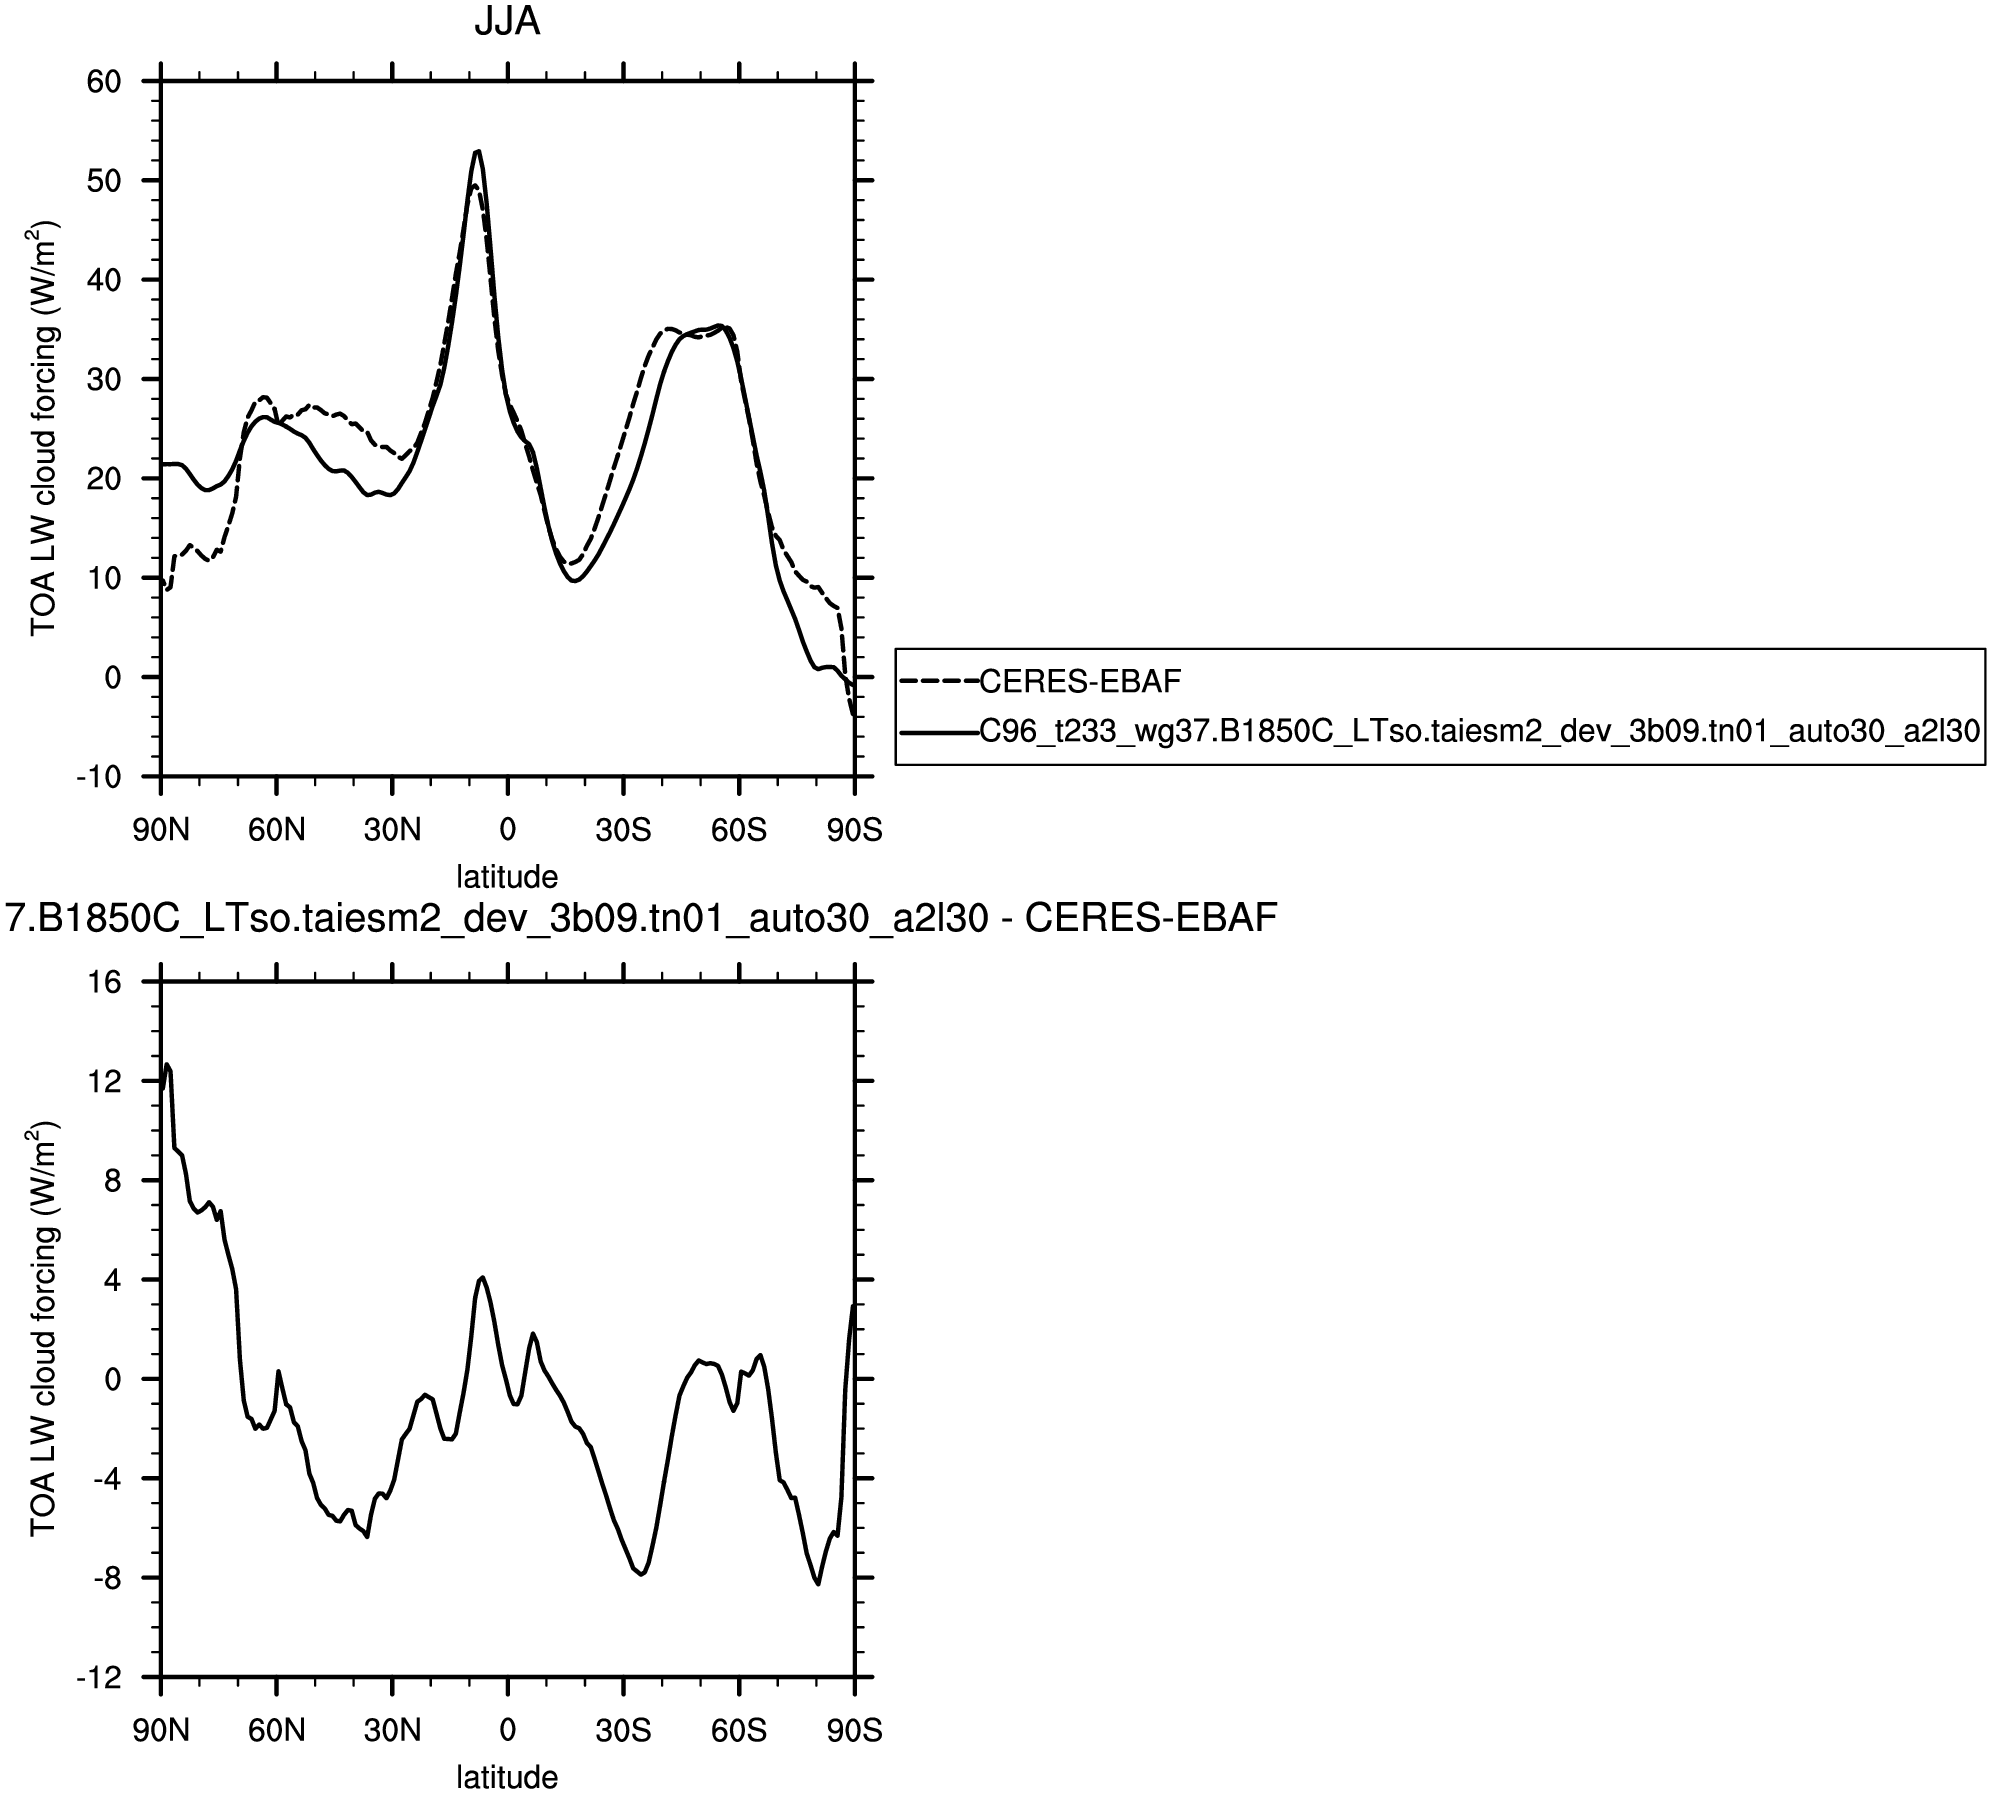 JJA
60
50
40
30
20
10
0
-10
TOA LW cloud forcing (W/m²)
90N 60N 30N 0 30S 60S 90S
latitude
CERES-EBAF
C96_t233_wg37.B1850C_LTso.taiesm2_dev_3b09.tn01_auto30_a2l30
7.B1850C_LTso.taiesm2_dev_3b09.tn01_auto30_a2l30 - CERES-EBAF
16
12
8
4
0
-4
-8
-12
TOA LW cloud forcing (W/m²)
90N 60N 30N 0 30S 60S 90S
latitude